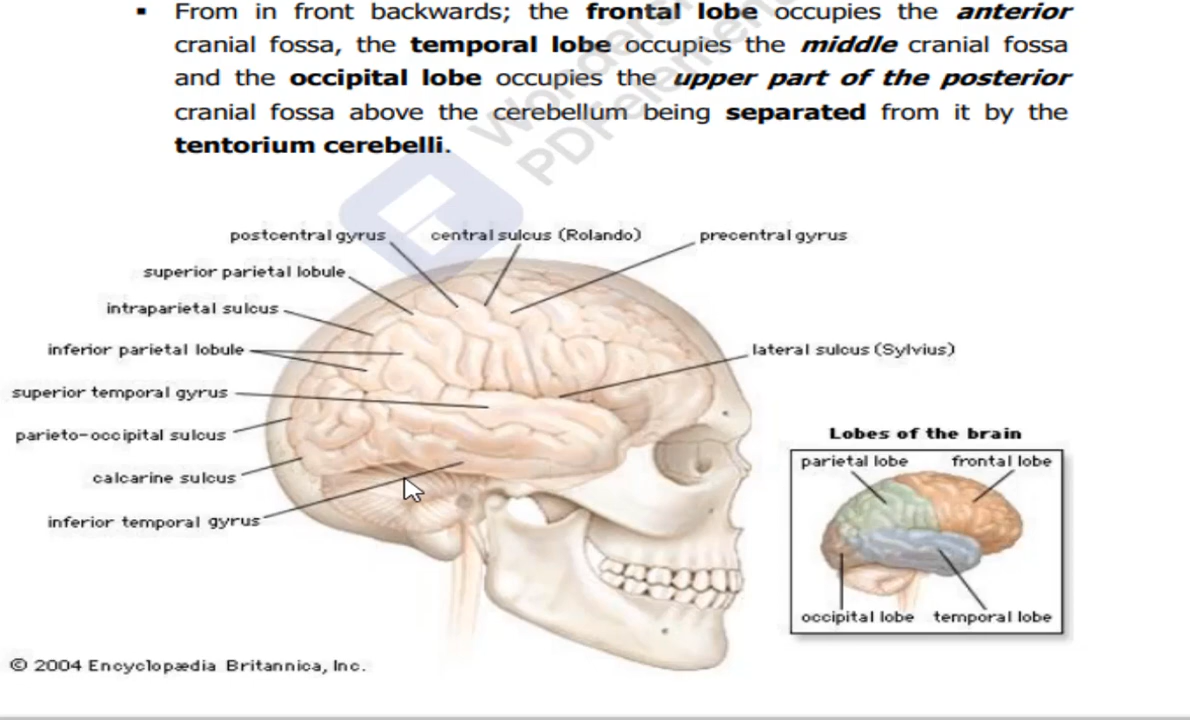 ▪ From in front backwards; the frontal lobe occupies the anterior
cranial fossa, the temporal lobe occupies the middle cranial fossa
and the occipital lobe occupies the upper part of the posterior
cranial fossa above the cerebellum being separated from it by the
tentorium cerebelli.
postcentral gyrus
central sulcus (Rolando)
precentral gyrus
superior parietal lobule
intraparietal sulcus
inferior parietal lobule
lateral sulcus (Sylvius)
superior temporal gyrus
parieto-occipital sulcus
calcarine sulcus
inferior temporal gyrus
Lobes of the brain
parietal lobe
frontal lobe
occipital lobe
temporal lobe
© 2004 Encyclopædia Britannica, Inc.
PDFelement